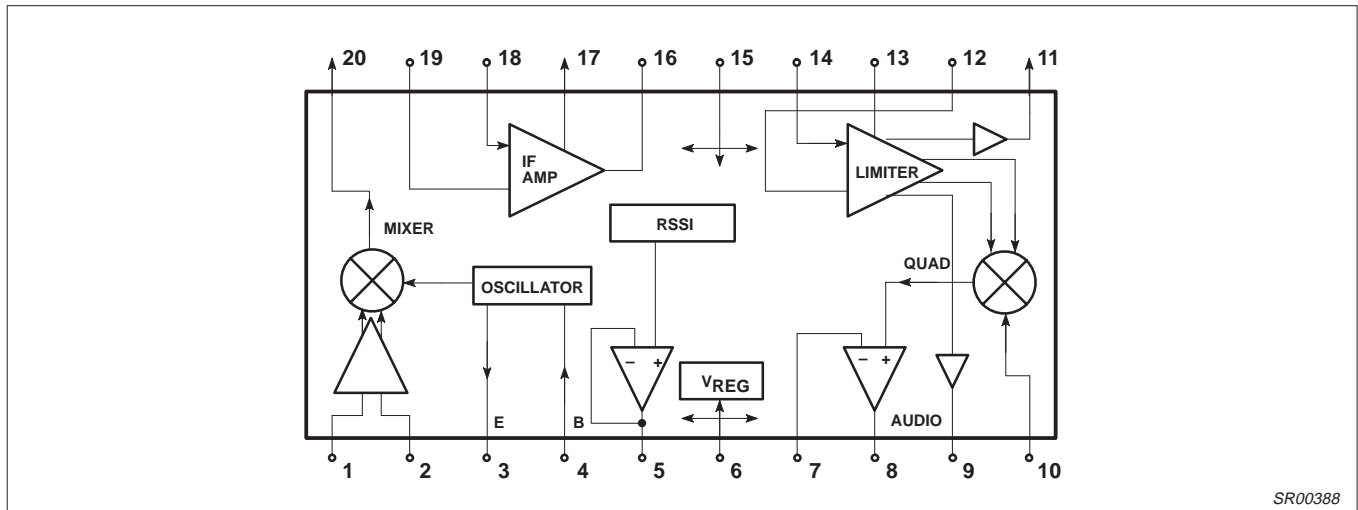 20 19 18 17 16 15 14 13 12 11
IF
AMP
LIMITER
RSSI
MIXER
QUAD
OSCILLATOR
– + – +
VREG
E B AUDIO
1 2 3 4 5 6 7 8 9 10
SR00388